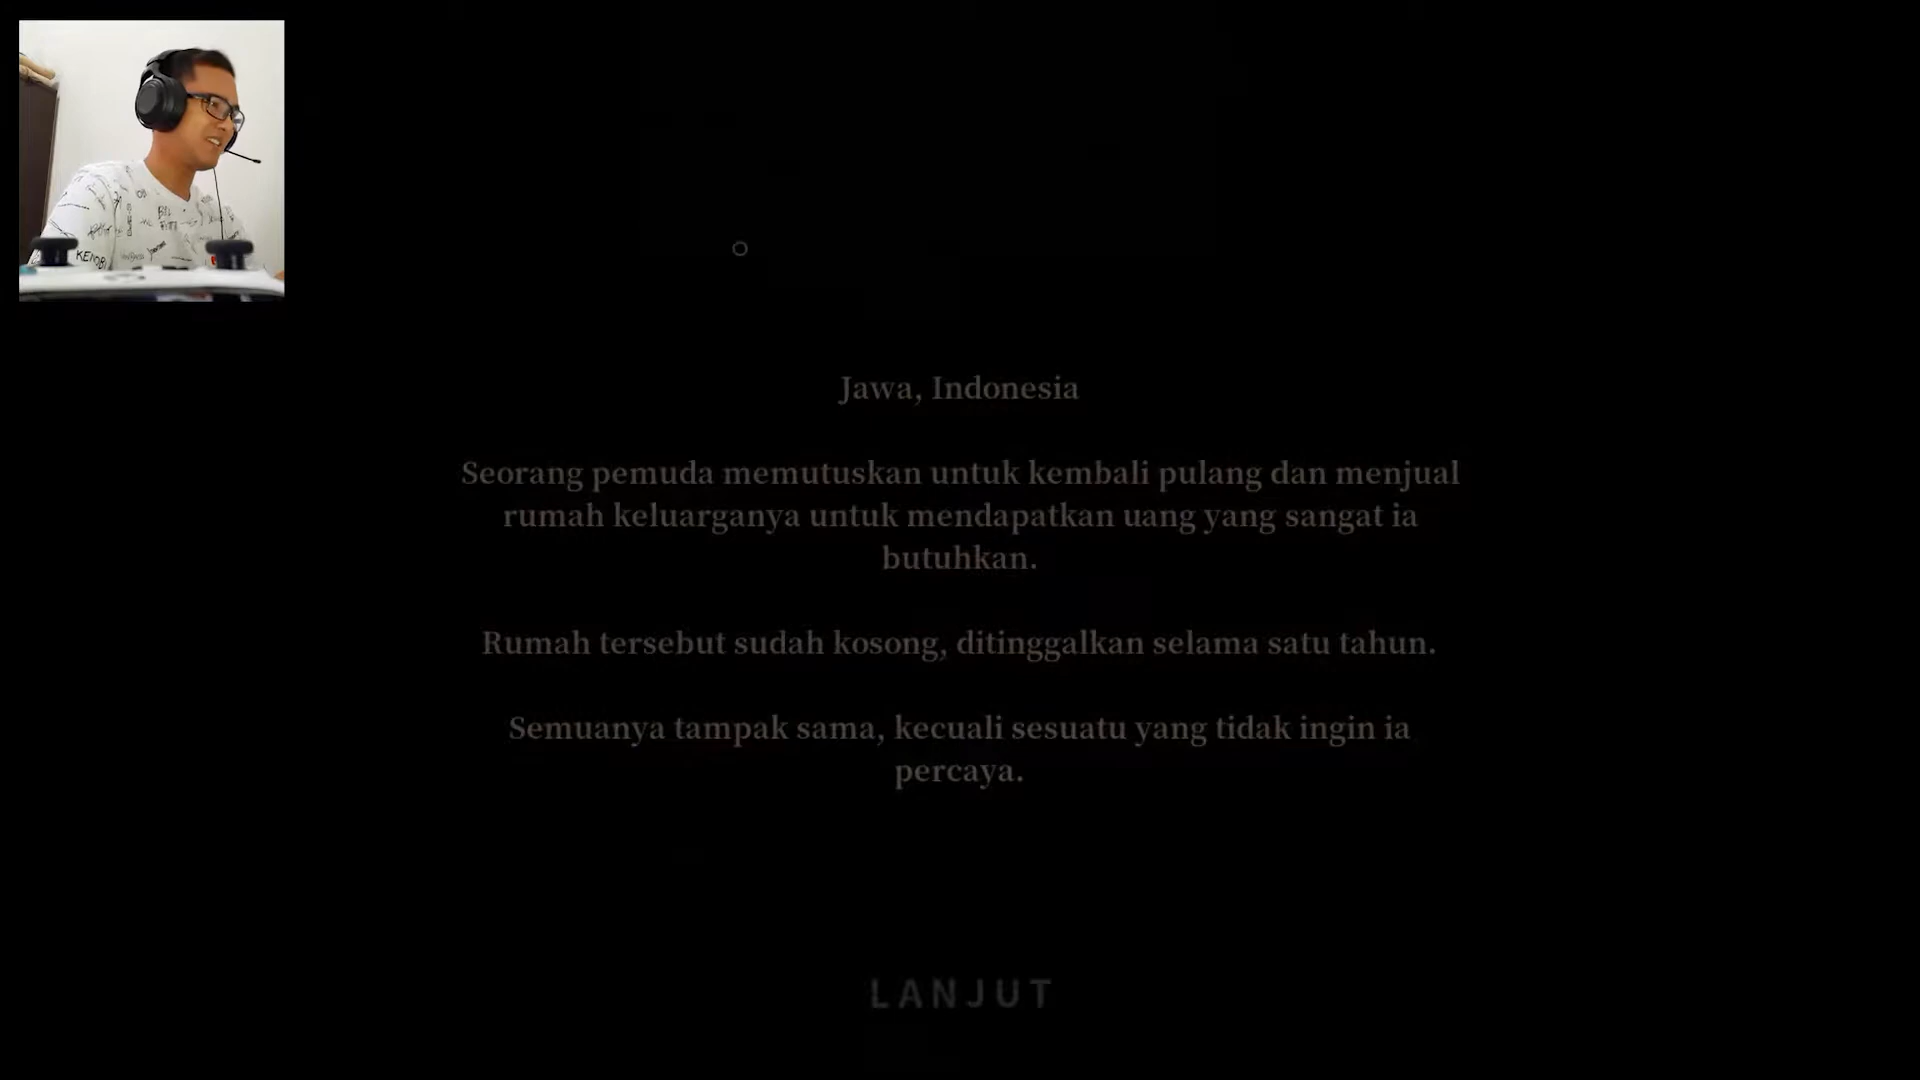 Jawa, Indonesia
Seorang pemuda memutuskan untuk kembali pulang dan menjual
rumah keluarganya untuk mendapatkan uang yang sangat ia
butuhkan.
Rumah tersebut sudah kosong, ditinggalkan selama satu tahun.
Semuanya tampak sama, kecuali sesuatu yang tidak ingin ia
percaya.
LANJUT
KENOBI